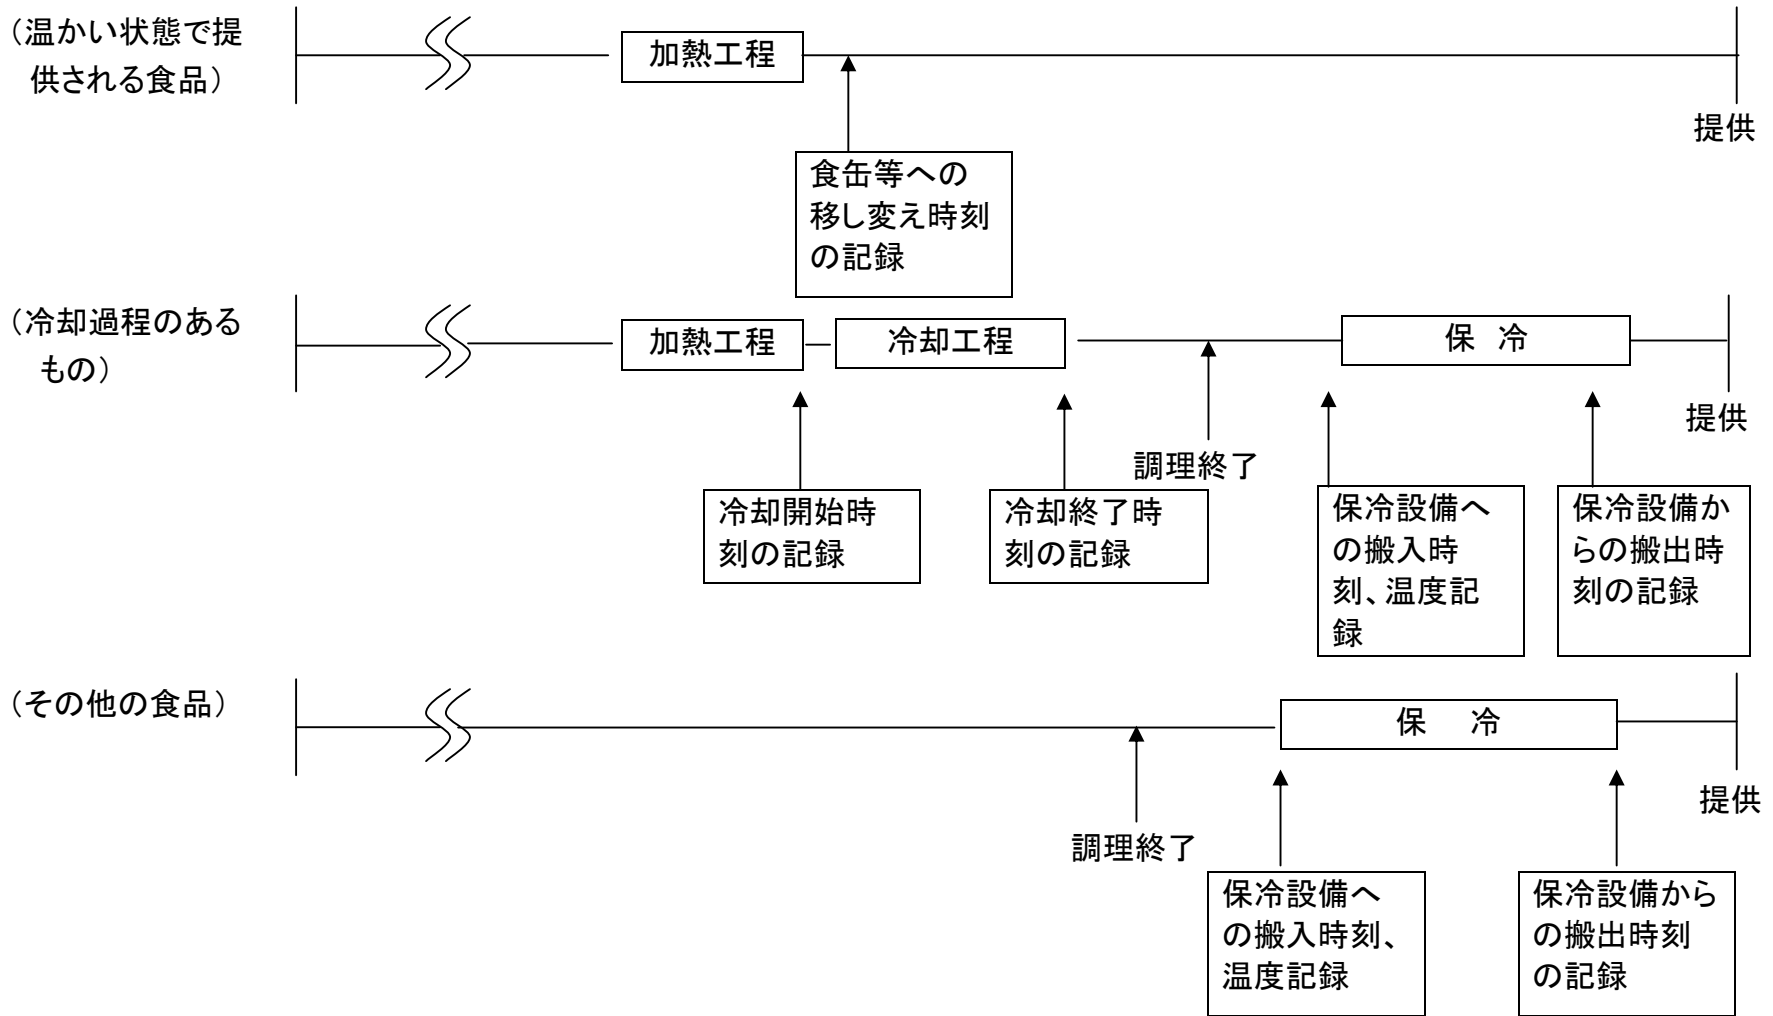 （温かい状態で提
供される食品）
加熱工程
提供
食缶等への
移し変え時刻
の記録
（冷却過程のある
もの）
加熱工程
冷却工程
保 冷
提供
調理終了
冷却開始時
刻の記録
冷却終了時
刻の記録
保冷設備へ
の搬入時
刻、温度記
録
保冷設備か
らの搬出時
刻の記録
（その他の食品）
保 冷
提供
調理終了
保冷設備へ
の搬入時刻、
温度記録
保冷設備から
の搬出時刻
の記録